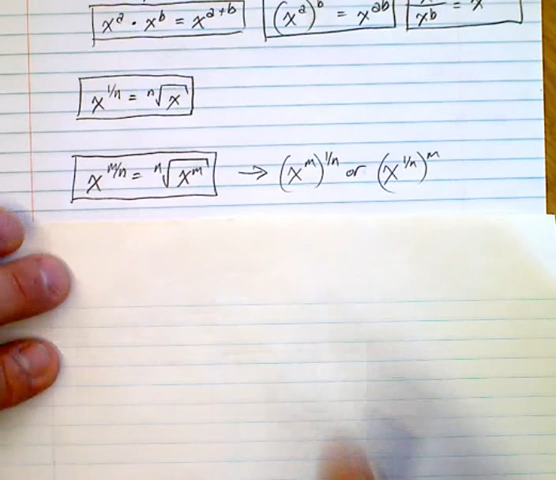 x^a · x^b = x^(a+b) (x^a)^b = x^(ab) x^b = x
x^(1/n) = ⁿ√x
x^(m/n) = ⁿ√(x^m) → (x^m)^(1/n) or (x^(1/n))^m